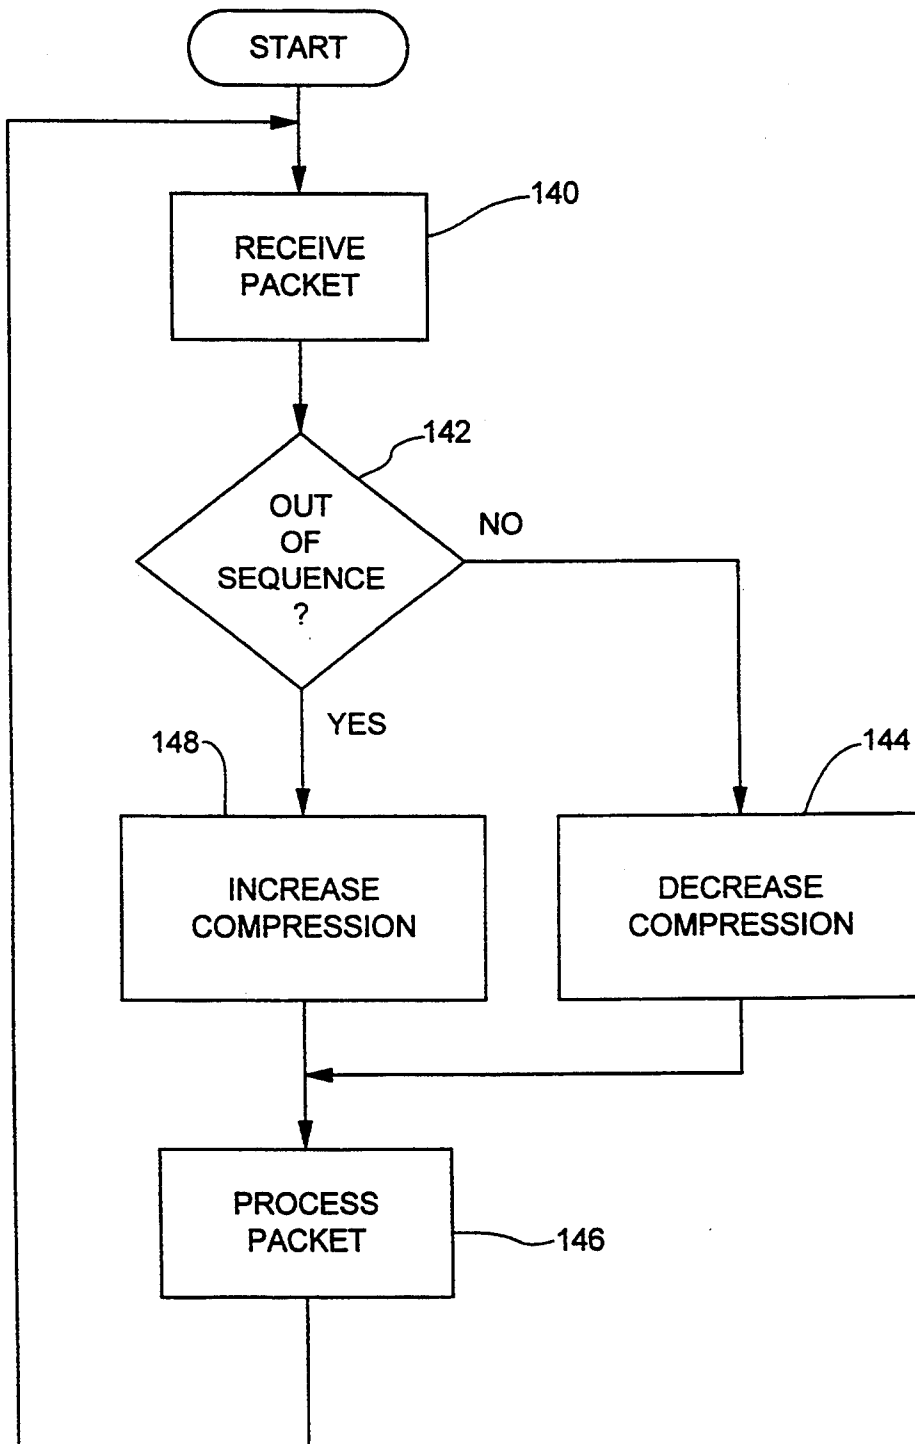 START
140
RECEIVE
PACKET
142
OUT
OF
SEQUENCE
?
NO
YES
148
144
INCREASE
COMPRESSION
DECREASE
COMPRESSION
PROCESS
PACKET
146